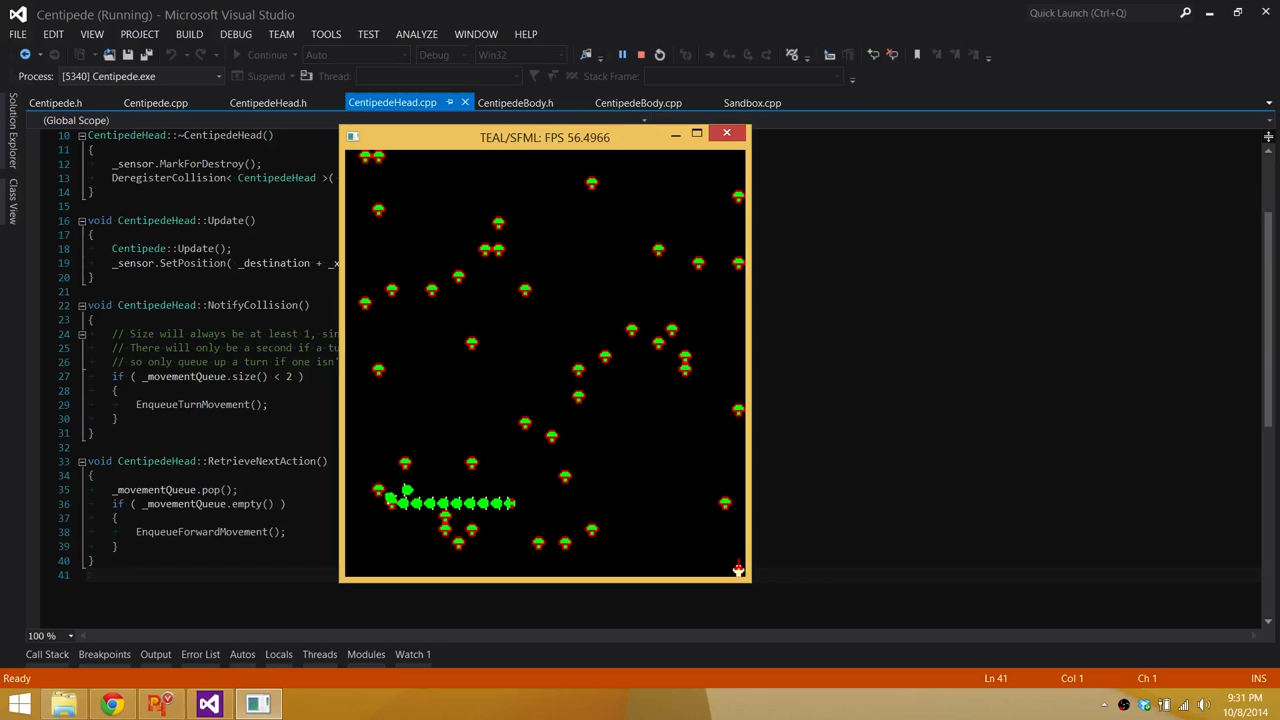 Centipede (Running) - Microsoft Visual Studio
Quick Launch (Ctrl+Q)
FILE EDIT VIEW PROJECT BUILD DEBUG TEAM TOOLS TEST ANALYZE WINDOW HELP
Continue Auto Debug Win32
Process: [5340] Centipede.exe Suspend Thread: Stack Frame:
Centipede.h Centipede.cpp CentipedeHead.h CentipedeHead.cpp CentipedeBody.h CentipedeBody.cpp Sandbox.cpp
(Global Scope)
Solution Explorer
Class View
TEAL/SFML: FPS 56.4966
10 CentipedeHead::~CentipedeHead()
11 {
12 _sensor.MarkForDestroy();
13 DeregisterCollision< CentipedeHead >(
14 }
15
16 void CentipedeHead::Update()
17 {
18 Centipede::Update();
19 _sensor.SetPosition( _destination + _x
20 }
21
22 void CentipedeHead::NotifyCollision()
23 {
24 // Size will always be at least 1, sin
25 // There will only be a second if a tu
26 // so only queue up a turn if one isn'
27 if ( _movementQueue.size() < 2 )
28 {
29 EnqueueTurnMovement();
30 }
31 }
32
33 void CentipedeHead::RetrieveNextAction()
34 {
35 _movementQueue.pop();
36 if ( _movementQueue.empty() )
37 {
38 EnqueueForwardMovement();
39 }
40 }
41
100 %
Call Stack Breakpoints Output Error List Autos Locals Threads Modules Watch 1
Ready Ln 41 Col 1 Ch 1 INS
9:31 PM
10/8/2014